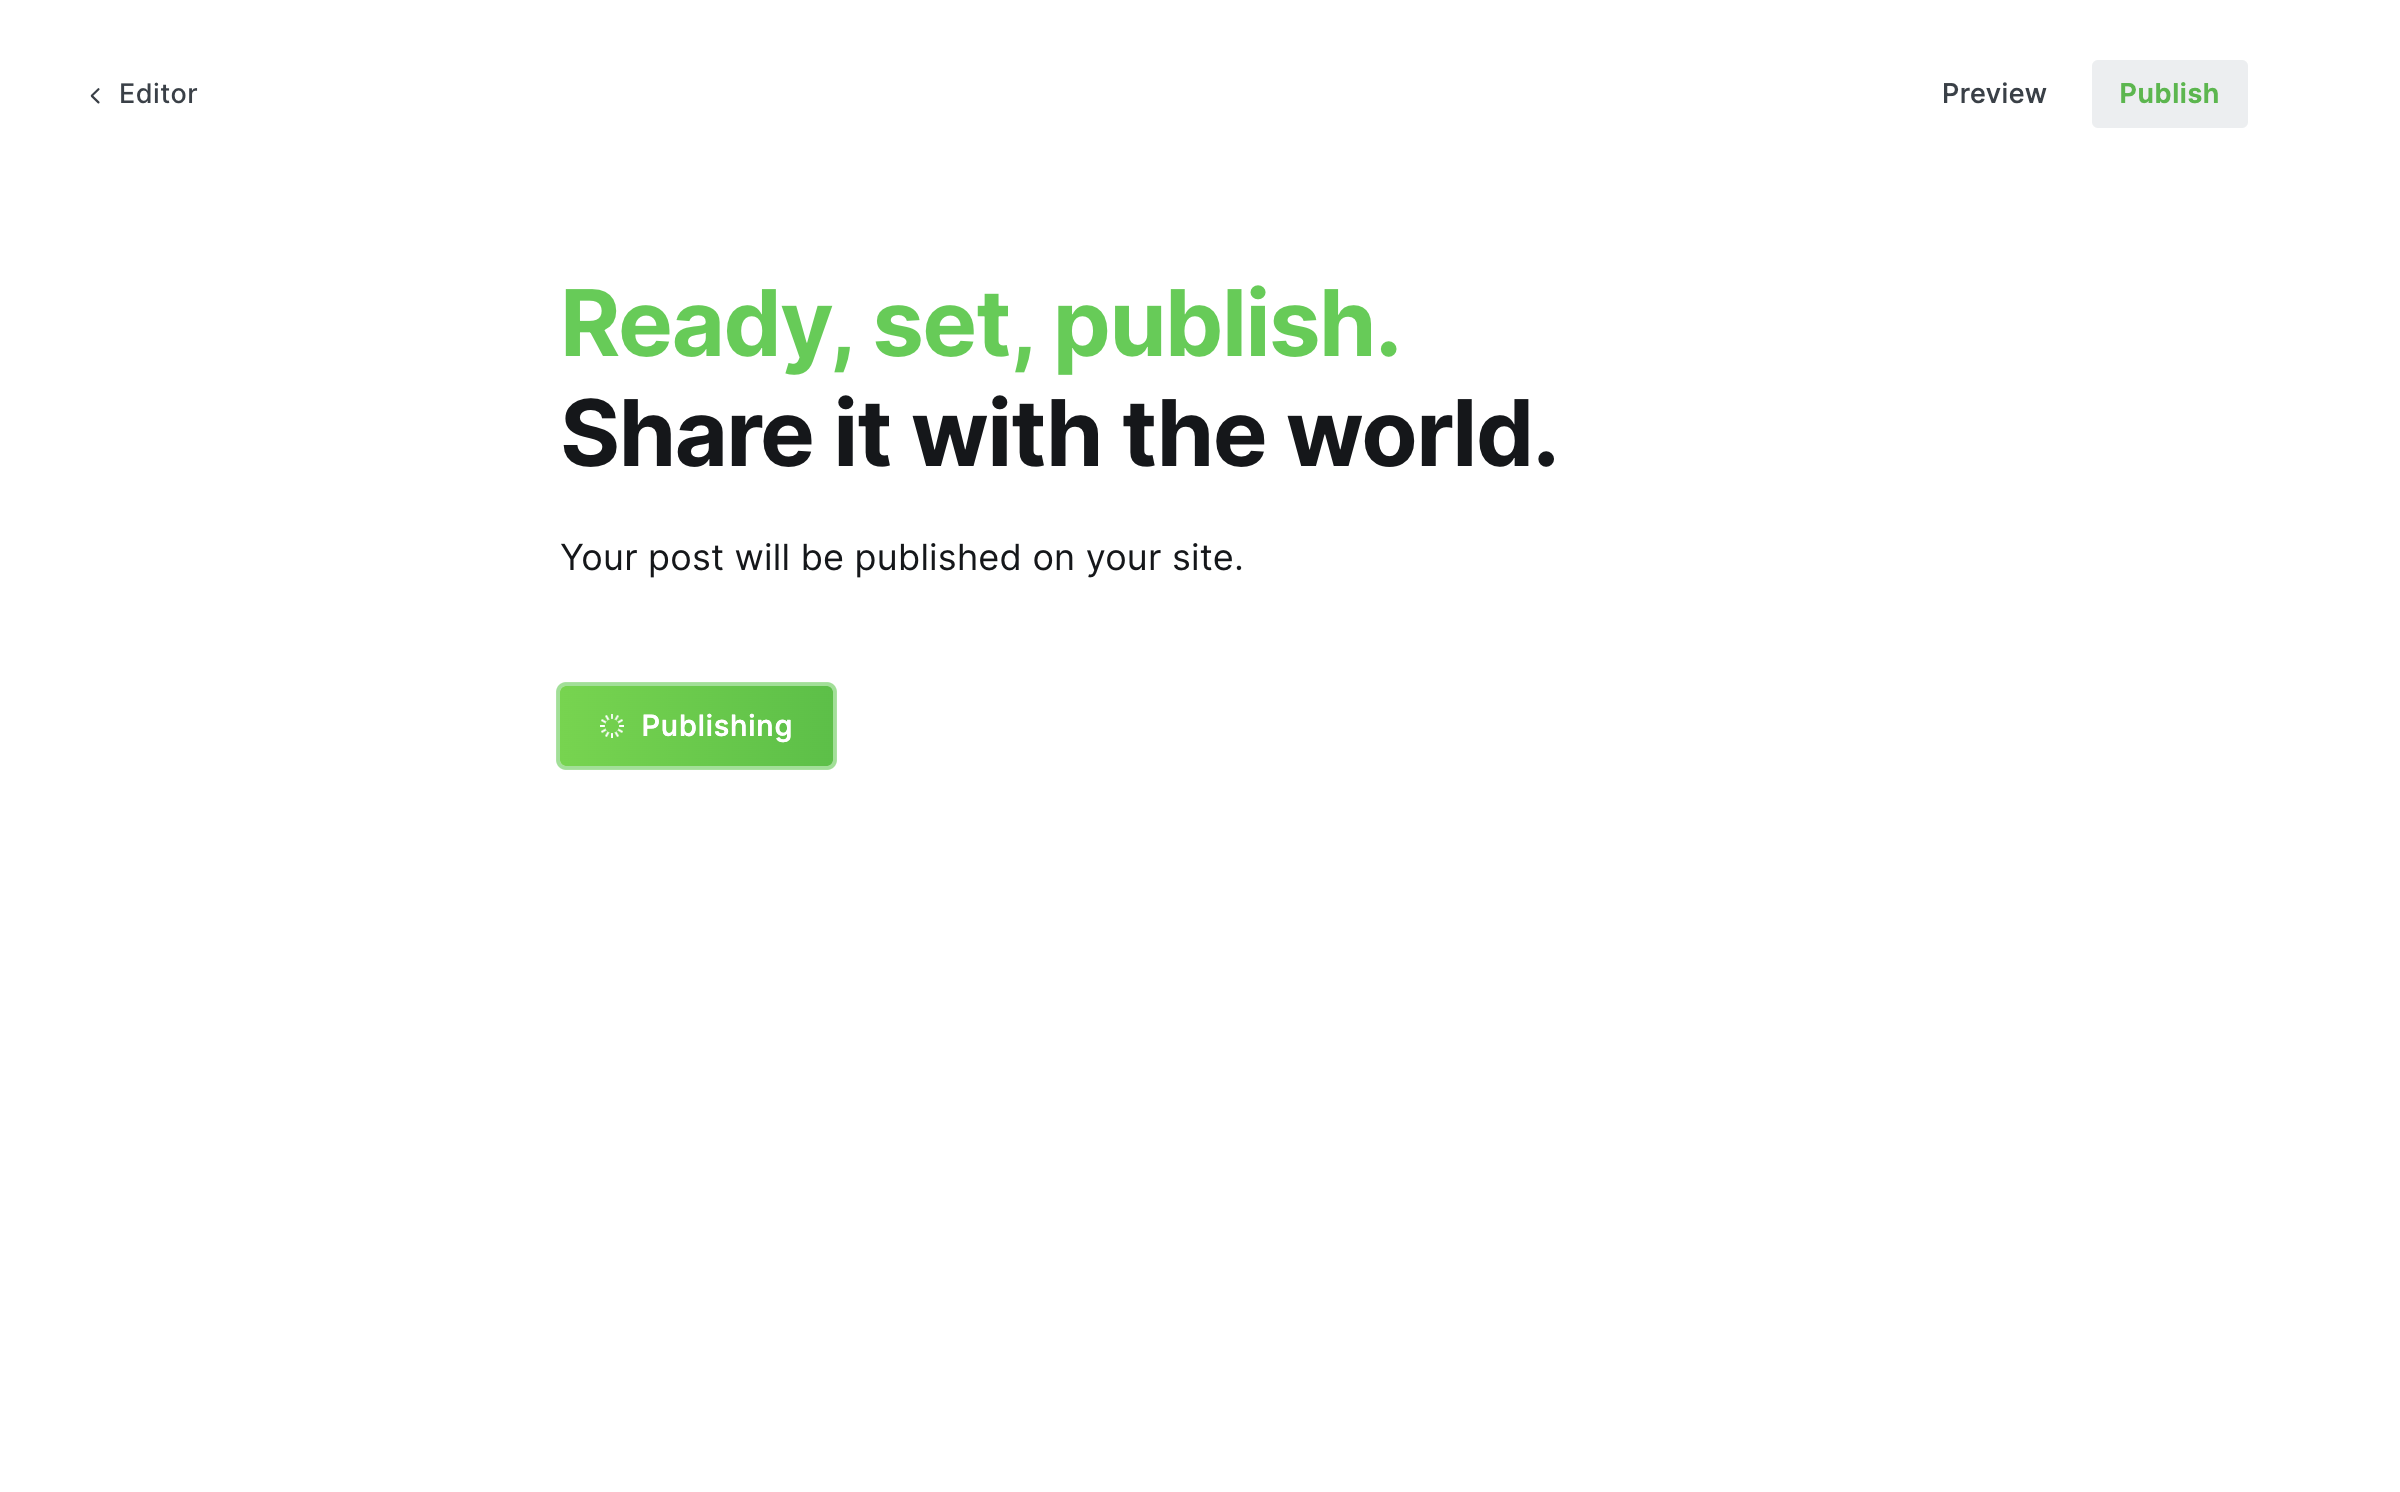 Editor
Preview
Publish
Ready, set, publish.
Share it with the world.
Your post will be published on your site.
Publishing